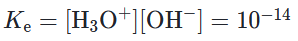 Kₑ = [H₃O⁺][OH⁻] = 10⁻¹⁴